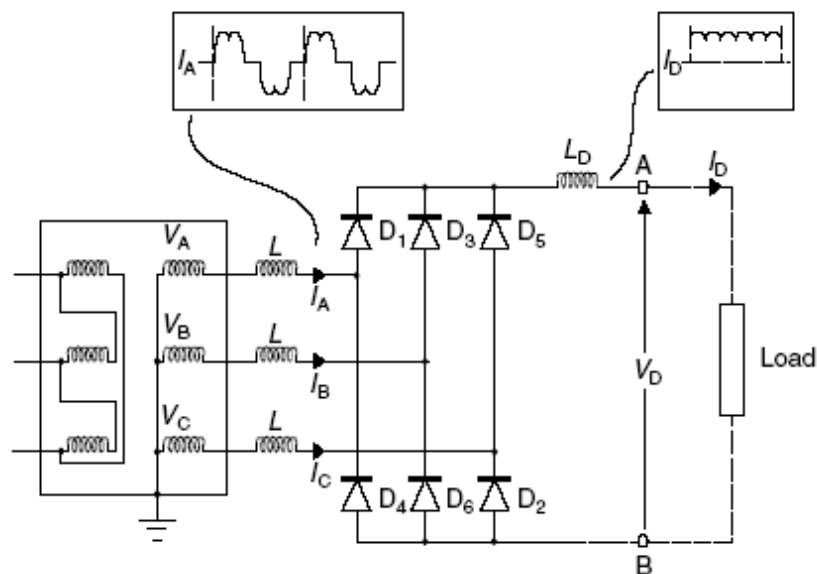 I_A
I_D
L_D
A
I_D
V_A
L
D_1
D_3
D_5
I_A
V_B
L
I_B
V_D
Load
V_C
L
I_C
D_4
D_6
D_2
B